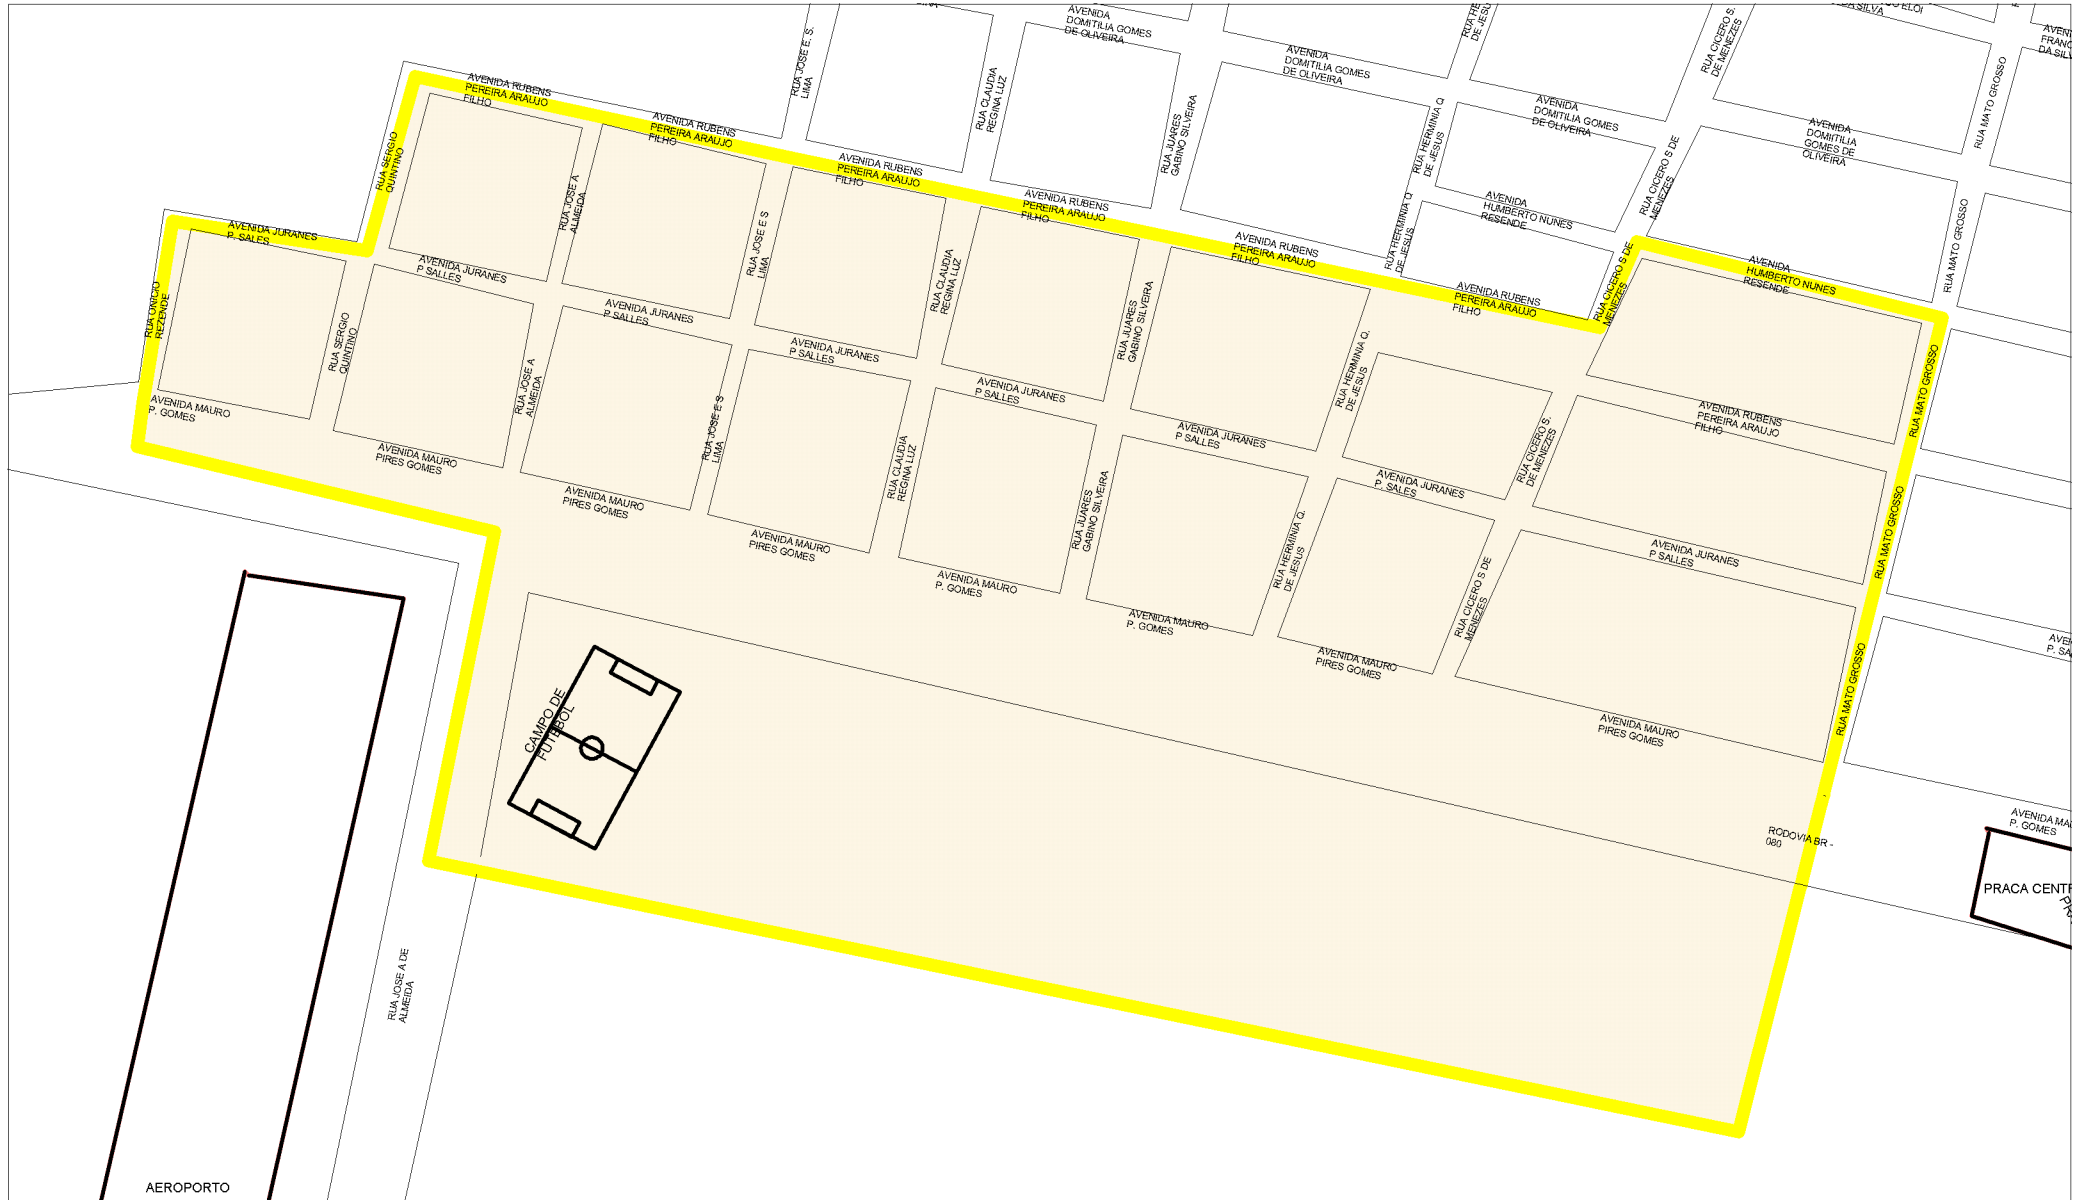 AVENIDA
DOMITILIA GOMES
DE OLIVEIRA
AVENIDA
DOMITILIA GOMES
DE OLIVEIRA
AVENIDA
DOMITILIA GOMES
DE OLIVEIRA
AVENIDA
DOMIITILIA
GOMES DE
OLIVEIRA
RUA JOSE E. S.
LIMA
RUA CLAUDIA
REGINA LUZ
RUA JUARES
GABINO SILVEIRA
RUA HERMINIA Q
DE JESUS
RUA CICERO S.
DE MENEZES
RUA MATO GROSSO
RUA CICERO S DE
MENEZES
RUA MATO GROSSO
AVENIDA
HUMBERTO NUNES
RESENDE
RUA HERMINIA Q
DE JESUS
AVENIDA RUBENS
PEREIRA ARAUJO
FILHO
AVENIDA RUBENS
PEREIRA ARAUJO
FILHO
AVENIDA RUBENS
PEREIRA ARAUJO
FILHO
AVENIDA RUBENS
PEREIRA ARAUJO
FILHO
AVENIDA RUBENS
PEREIRA ARAUJO
FILHO
AVENIDA RUBENS
PEREIRA ARAUJO
FILHO
RUA CICERO S DE
MENEZES
AVENIDA
HUMBERTO NUNES
RESENDE
RUA SERGIO
QUINTINO
AVENIDA JURANES
P. SALES
RUA JOSE A
ALMEIDA
RUA JOSE E S
LIMA
RUA CLAUDIA
REGINA LUZ
RUA JUARES
GABINO SILVEIRA
RUA HERMINIA Q.
DE JESUS
RUA MATO GROSSO
AVENIDA JURANES
P SALLES
AVENIDA JURANES
P SALLES
AVENIDA JURANES
P SALLES
AVENIDA JURANES
P SALLES
AVENIDA JURANES
P SALLES
AVENIDA JURANES
P. SALES
AVENIDA RUBENS
PEREIRA ARAUJO
FILHO
REZENDE
RUA SERGIO
QUINTINO
RUA JOSE A
ALMEIDA
RUA JOSE E S
LIMA
RUA CLAUDIA
REGINA LUZ
RUA JUARES
GABINO SILVEIRA
RUA HERMINIA Q.
DE JESUS
RUA CICERO S.
DE MENEZES
RUA MATO GROSSO
AVENIDA JURANES
P SALLES
RUA CICERO S DE
MENEZES
AVENIDA MAURO
P. GOMES
AVENIDA MAURO
PIRES GOMES
AVENIDA MAURO
PIRES GOMES
AVENIDA MAURO
PIRES GOMES
AVENIDA MAURO
P. GOMES
AVENIDA MAURO
P. GOMES
AVENIDA MAURO
PIRES GOMES
AVENIDA MAURO
PIRES GOMES
RUA MATO GROSSO
CAMPO DE
FUTEBOL
RODOVIA BR -
080
P. GOMES
PRACA
RUA JOSE A DE
ALMEIDA
AEROPORTO